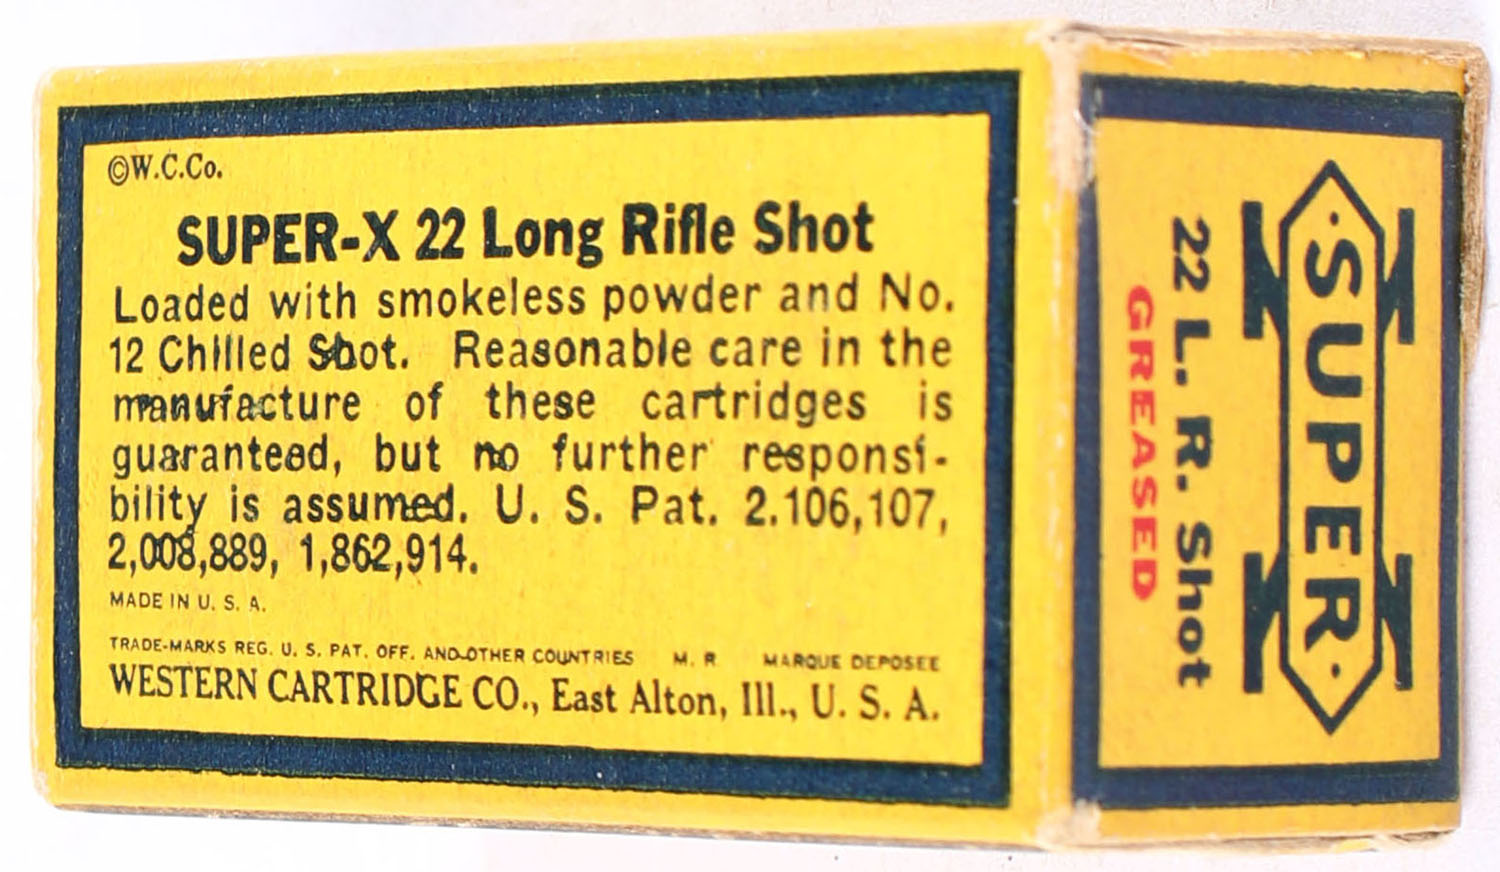 ©W.C.Co.
SUPER-X 22 Long Rifle Shot
Loaded with smokeless powder and No.
12 Chilled Shot. Reasonable care in the
manufacture of these cartridges is
guaranteed, but no further responsi-
bility is assumed. U. S. Pat. 2.106,107,
2,008,889, 1,862,914.
MADE IN U. S. A.
TRADE-MARKS REG. U. S. PAT. OFF. AND OTHER COUNTRIES M. R MARQUE DEPOSEE
WESTERN CARTRIDGE CO., East Alton, Ill., U. S. A.
X
·SUPER·
22 L. R. Shot
GREASED